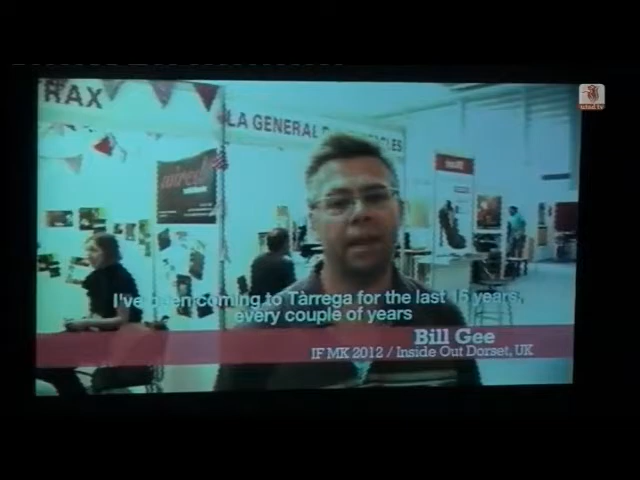 RAX
LA GENERAL
I've been coming to Tàrrega for the last 15 years,
every couple of years
Bill Gee
IF MK 2012 / Inside Out Dorset, UK